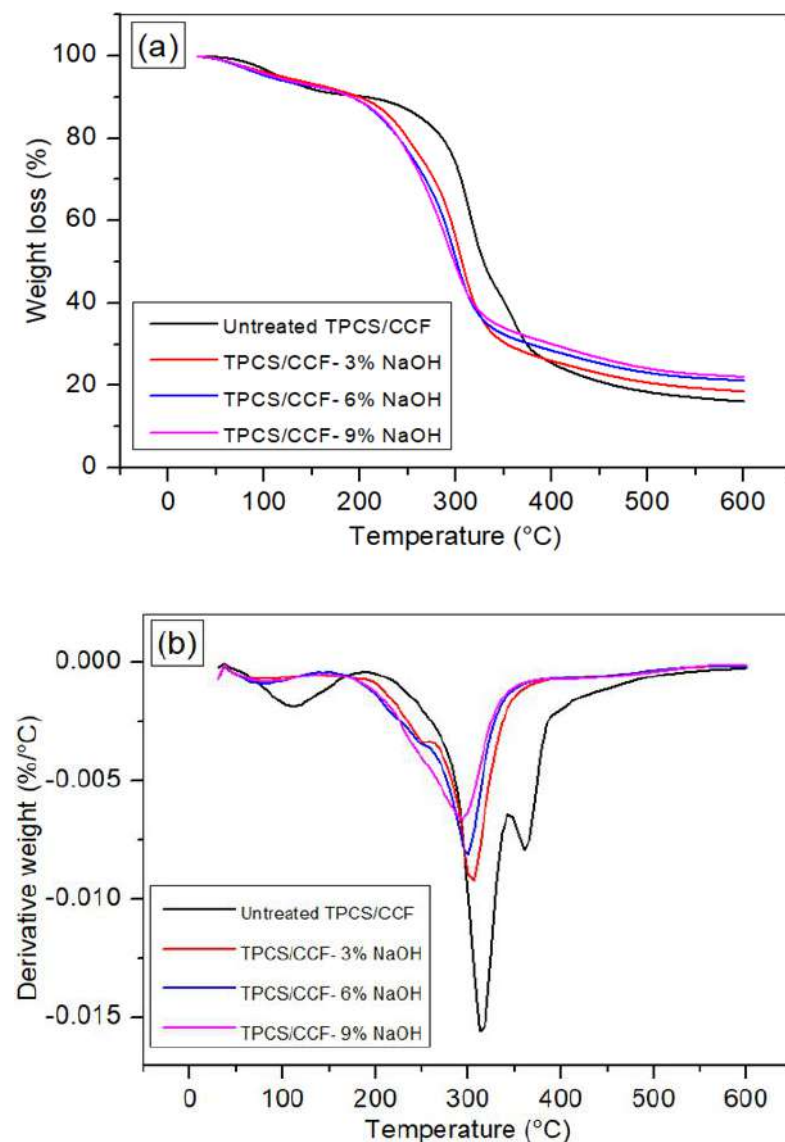 (a)
100
80
60
40
20
0
Weight loss (%)
Untreated TPCS/CCF
TPCS/CCF- 3% NaOH
TPCS/CCF- 6% NaOH
TPCS/CCF- 9% NaOH
0 100 200 300 400 500 600
Temperature (°C)
(b)
0.000
-0.005
-0.010
-0.015
Derivative weight (%/°C)
Untreated TPCS/CCF
TPCS/CCF- 3% NaOH
TPCS/CCF- 6% NaOH
TPCS/CCF- 9% NaOH
0 100 200 300 400 500 600
Temperature (°C)